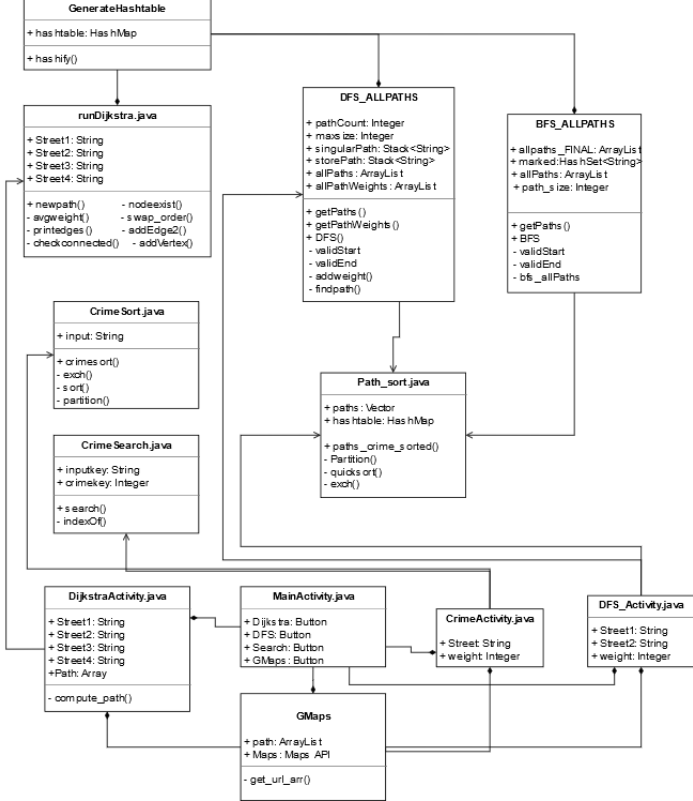 GenerateHashtable
+ hashtable: HashMap
+ hashify()
runDijkstra.java
+ Street1: String
+ Street2: String
+ Street3: String
+ Street4: String
+ newpath() - nodeexist()
- avgweight() - swap_order()
- printedges() - addEdge2()
- checkconnected() - addVertex()
DFS_ALLPATHS
+ pathCount: Integer
+ maxsize: Integer
+ singularPath: Stack<String>
+ storePath: Stack<String>
+ allPaths: ArrayList
+ allPathWeights: ArrayList
+ getPaths()
+ getPathWeights()
+ DFS()
- validStart
- validEnd
- addweight()
- findpath()
BFS_ALLPATHS
+ allpaths_FINAL: ArrayList
+ marked:HashSet<String>
+ allPaths: ArrayList
+ path_size: Integer
+ getPaths()
+ BFS
- validStart
- validEnd
- bfs_allPaths
CrimeSort.java
+ input: String
+ crimesort()
- exch()
- sort()
- partition()
Path_sort.java
+ paths: Vector
+ hashtable: HashMap
+ paths_crime_sorted()
- Partition()
- quicksort()
- exch()
CrimeSearch.java
+ inputkey: String
+ crimekey: Integer
+ search()
- indexOf()
DijkstraActivity.java
+ Street1: String
+ Street2: String
+ Street3: String
+ Street4: String
+Path: Array
- compute_path()
MainActivity.java
+ Dijkstra: Button
+ DFS: Button
+ Search: Button
+ GMaps: Button
CrimeActivity.java
+ Street: String
+ weight: Integer
DFS_Activity.java
+ Street1: String
+ Street2: String
+ weight: Integer
GMaps
+ path: ArrayList
+ Maps: Maps API
- get_url_arr()